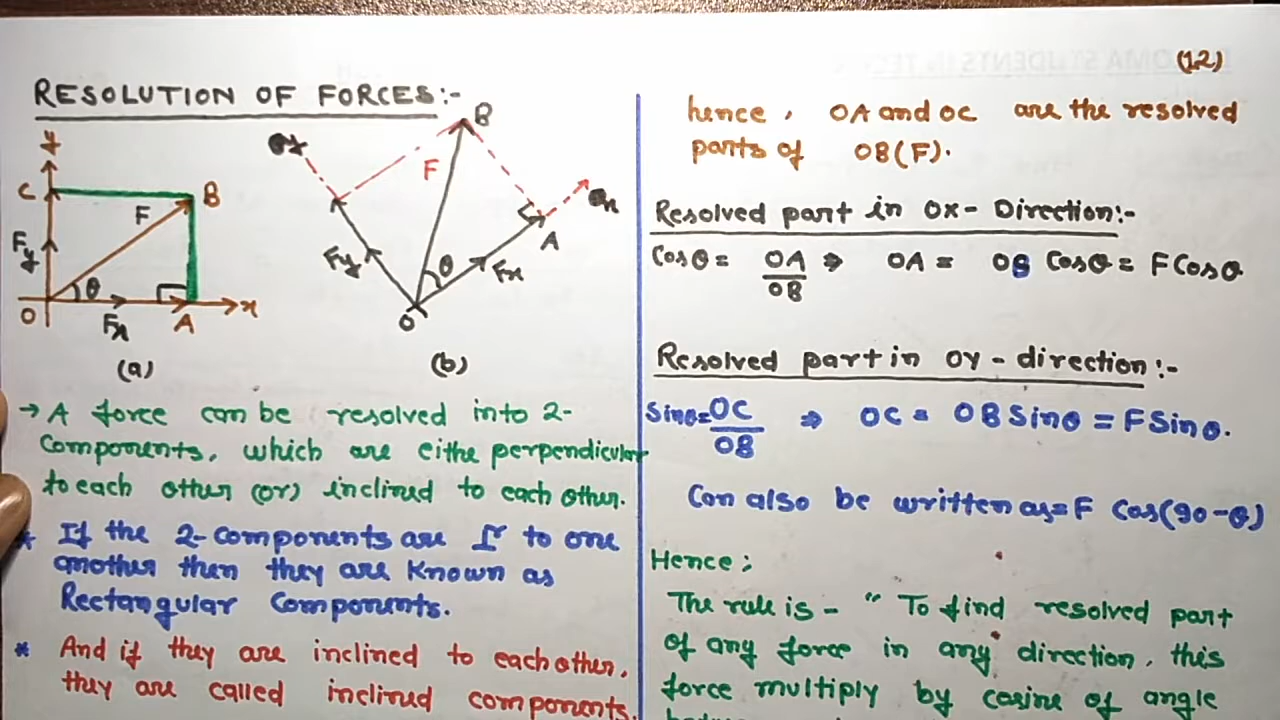 (12)
RESOLUTION OF FORCES:-
y
C
B
F
Fy
θ
O
Fx
A
x
(a)
B
F
A
Fy
θ
Fx
O
(b)
→ A force can be resolved into 2-
Components, which are eithe perpendicular
to each other (or) inclined to each other.
* If the 2-Components are Ir to one
another then they are Known as
Rectangular Components.
* And if they are inclined to each other,
they are called inclined components.
hence, OA and OC are the resolved
parts of OB(F).
Resolved part in OX- Direction:-
Cosθ = OA/OB ⇒ OA = OB Cosθ = F Cosθ
Resolved part in OY- direction:-
Sinθ = OC/OB ⇒ OC = OB Sinθ = F Sinθ.
Can also be written as = F Cos(90-θ)
Hence;
The rule is - " To find resolved part
of any force in any direction, this
force multiply by cosine of angle